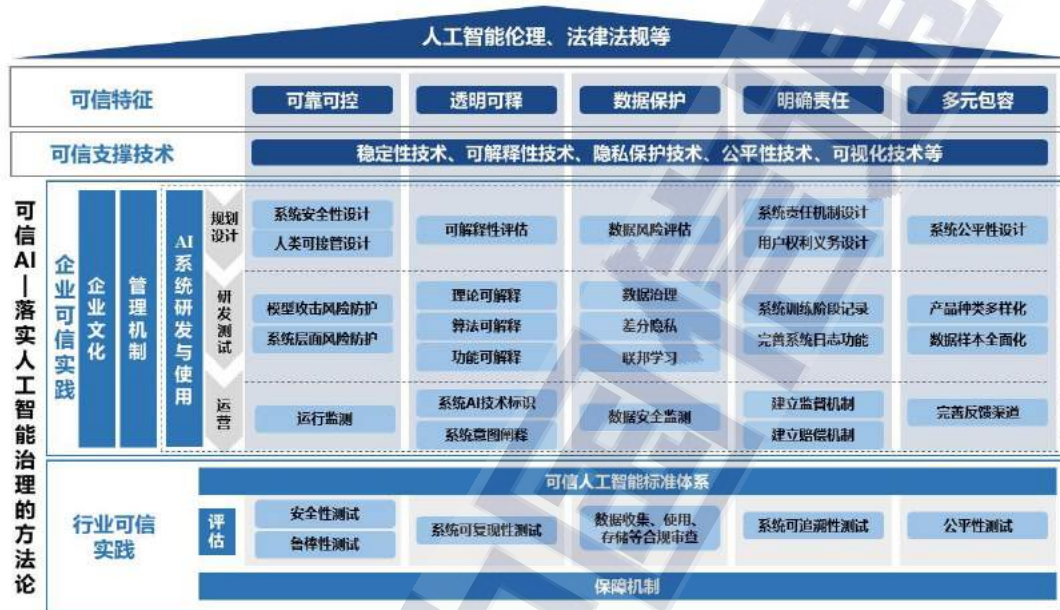 人工智能伦理、法律法规等
可信特征
可靠可控
透明可释
数据保护
明确责任
多元包容
可信支撑技术
稳定性技术、可解释性技术、隐私保护技术、公平性技术、可视化技术等
可信AI—落实人工智能治理的方法论
企业可信实践
企业文化
管理机制
AI系统研发与使用
规划
设计
系统安全性设计
人类可接管设计
可解释性评估
数据风险评估
系统责任机制设计
用户权利义务设计
系统公平性设计
研发测试
模型攻击风险防护
系统层面风险防护
理论可解释
算法可解释
功能可解释
数据治理
差分隐私
联邦学习
系统训练阶段记录
完善系统日志功能
产品种类多样化
数据样本全面化
运营
运行监测
系统AI技术标识
系统意图阐释
数据安全监测
建立监督机制
建立赔偿机制
完善反馈渠道
行业可信
实践
可信人工智能标准体系
评估
安全性测试
鲁棒性测试
系统可复现性测试
数据收集、使用、
存储等合规审查
系统可追溯性测试
公平性测试
保障机制